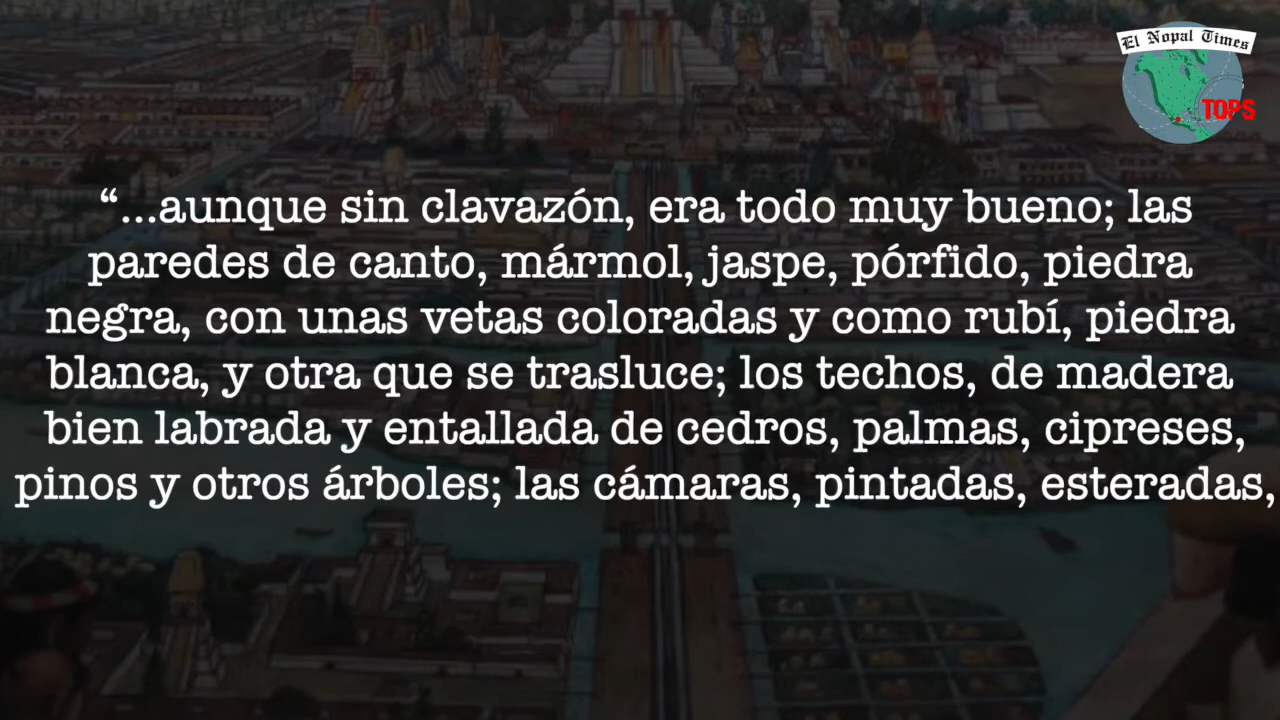 El Nopal Times
TOPS
“...aunque sin clavazón, era todo muy bueno; las
paredes de canto, mármol, jaspe, pórfido, piedra
negra, con unas vetas coloradas y como rubí, piedra
blanca, y otra que se trasluce; los techos, de madera
bien labrada y entallada de cedros, palmas, cipreses,
pinos y otros árboles; las cámaras, pintadas, esteradas,